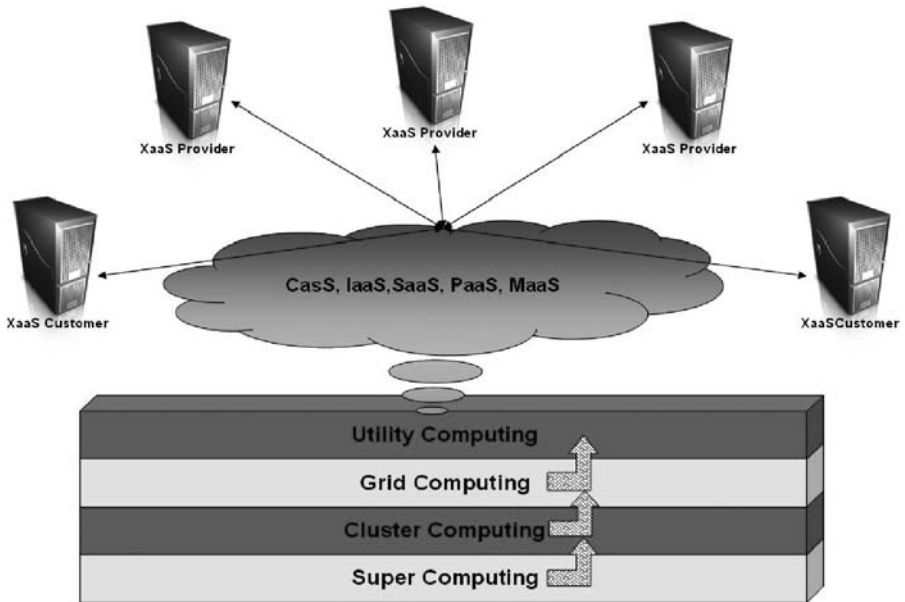 XaaS Provider
XaaS Provider
XaaS Provider
XaaS Customer
XaaSCustomer
CasS, IaaS,SaaS, PaaS, MaaS
Utility Computing
Grid Computing
Cluster Computing
Super Computing